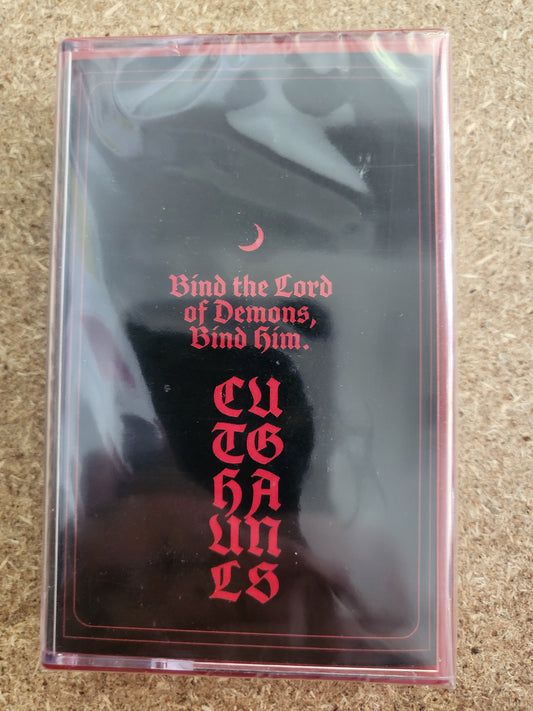 Bind the Lord
of Demons,
Bind Him.
CU
TG
HA
UN
LS